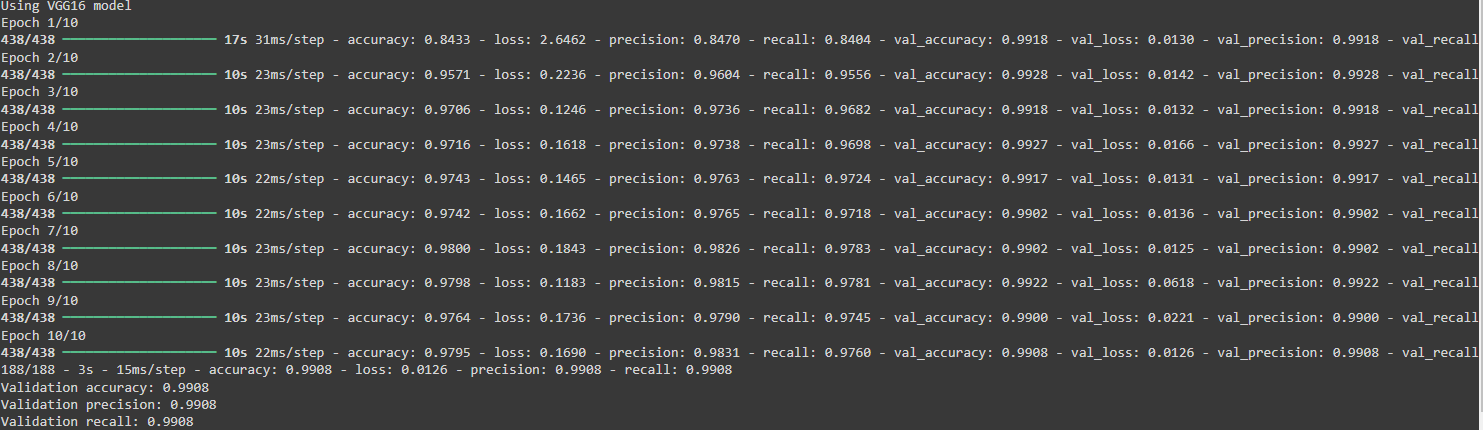 Using VGG16 model
Epoch 1/10
438/438 ━━━━━━━━━━━━━━━━━━━━ 17s 31ms/step - accuracy: 0.8433 - loss: 2.6462 - precision: 0.8470 - recall: 0.8404 - val_accuracy: 0.9918 - val_loss: 0.0130 - val_precision: 0.9918 - val_recall
Epoch 2/10
438/438 ━━━━━━━━━━━━━━━━━━━━ 10s 23ms/step - accuracy: 0.9571 - loss: 0.2236 - precision: 0.9604 - recall: 0.9556 - val_accuracy: 0.9928 - val_loss: 0.0142 - val_precision: 0.9928 - val_recall
Epoch 3/10
438/438 ━━━━━━━━━━━━━━━━━━━━ 10s 23ms/step - accuracy: 0.9706 - loss: 0.1246 - precision: 0.9736 - recall: 0.9682 - val_accuracy: 0.9918 - val_loss: 0.0132 - val_precision: 0.9918 - val_recall
Epoch 4/10
438/438 ━━━━━━━━━━━━━━━━━━━━ 10s 23ms/step - accuracy: 0.9716 - loss: 0.1618 - precision: 0.9738 - recall: 0.9698 - val_accuracy: 0.9927 - val_loss: 0.0166 - val_precision: 0.9927 - val_recall
Epoch 5/10
438/438 ━━━━━━━━━━━━━━━━━━━━ 10s 22ms/step - accuracy: 0.9743 - loss: 0.1465 - precision: 0.9763 - recall: 0.9724 - val_accuracy: 0.9917 - val_loss: 0.0131 - val_precision: 0.9917 - val_recall
Epoch 6/10
438/438 ━━━━━━━━━━━━━━━━━━━━ 10s 22ms/step - accuracy: 0.9742 - loss: 0.1662 - precision: 0.9765 - recall: 0.9718 - val_accuracy: 0.9902 - val_loss: 0.0136 - val_precision: 0.9902 - val_recall
Epoch 7/10
438/438 ━━━━━━━━━━━━━━━━━━━━ 10s 23ms/step - accuracy: 0.9800 - loss: 0.1843 - precision: 0.9826 - recall: 0.9783 - val_accuracy: 0.9902 - val_loss: 0.0125 - val_precision: 0.9902 - val_recall
Epoch 8/10
438/438 ━━━━━━━━━━━━━━━━━━━━ 10s 23ms/step - accuracy: 0.9798 - loss: 0.1183 - precision: 0.9815 - recall: 0.9781 - val_accuracy: 0.9922 - val_loss: 0.0618 - val_precision: 0.9922 - val_recall
Epoch 9/10
438/438 ━━━━━━━━━━━━━━━━━━━━ 10s 23ms/step - accuracy: 0.9764 - loss: 0.1736 - precision: 0.9790 - recall: 0.9745 - val_accuracy: 0.9900 - val_loss: 0.0221 - val_precision: 0.9900 - val_recall
Epoch 10/10
438/438 ━━━━━━━━━━━━━━━━━━━━ 10s 22ms/step - accuracy: 0.9795 - loss: 0.1690 - precision: 0.9831 - recall: 0.9760 - val_accuracy: 0.9908 - val_loss: 0.0126 - val_precision: 0.9908 - val_recall
188/188 - 3s - 15ms/step - accuracy: 0.9908 - loss: 0.0126 - precision: 0.9908 - recall: 0.9908
Validation accuracy: 0.9908
Validation precision: 0.9908
Validation recall: 0.9908